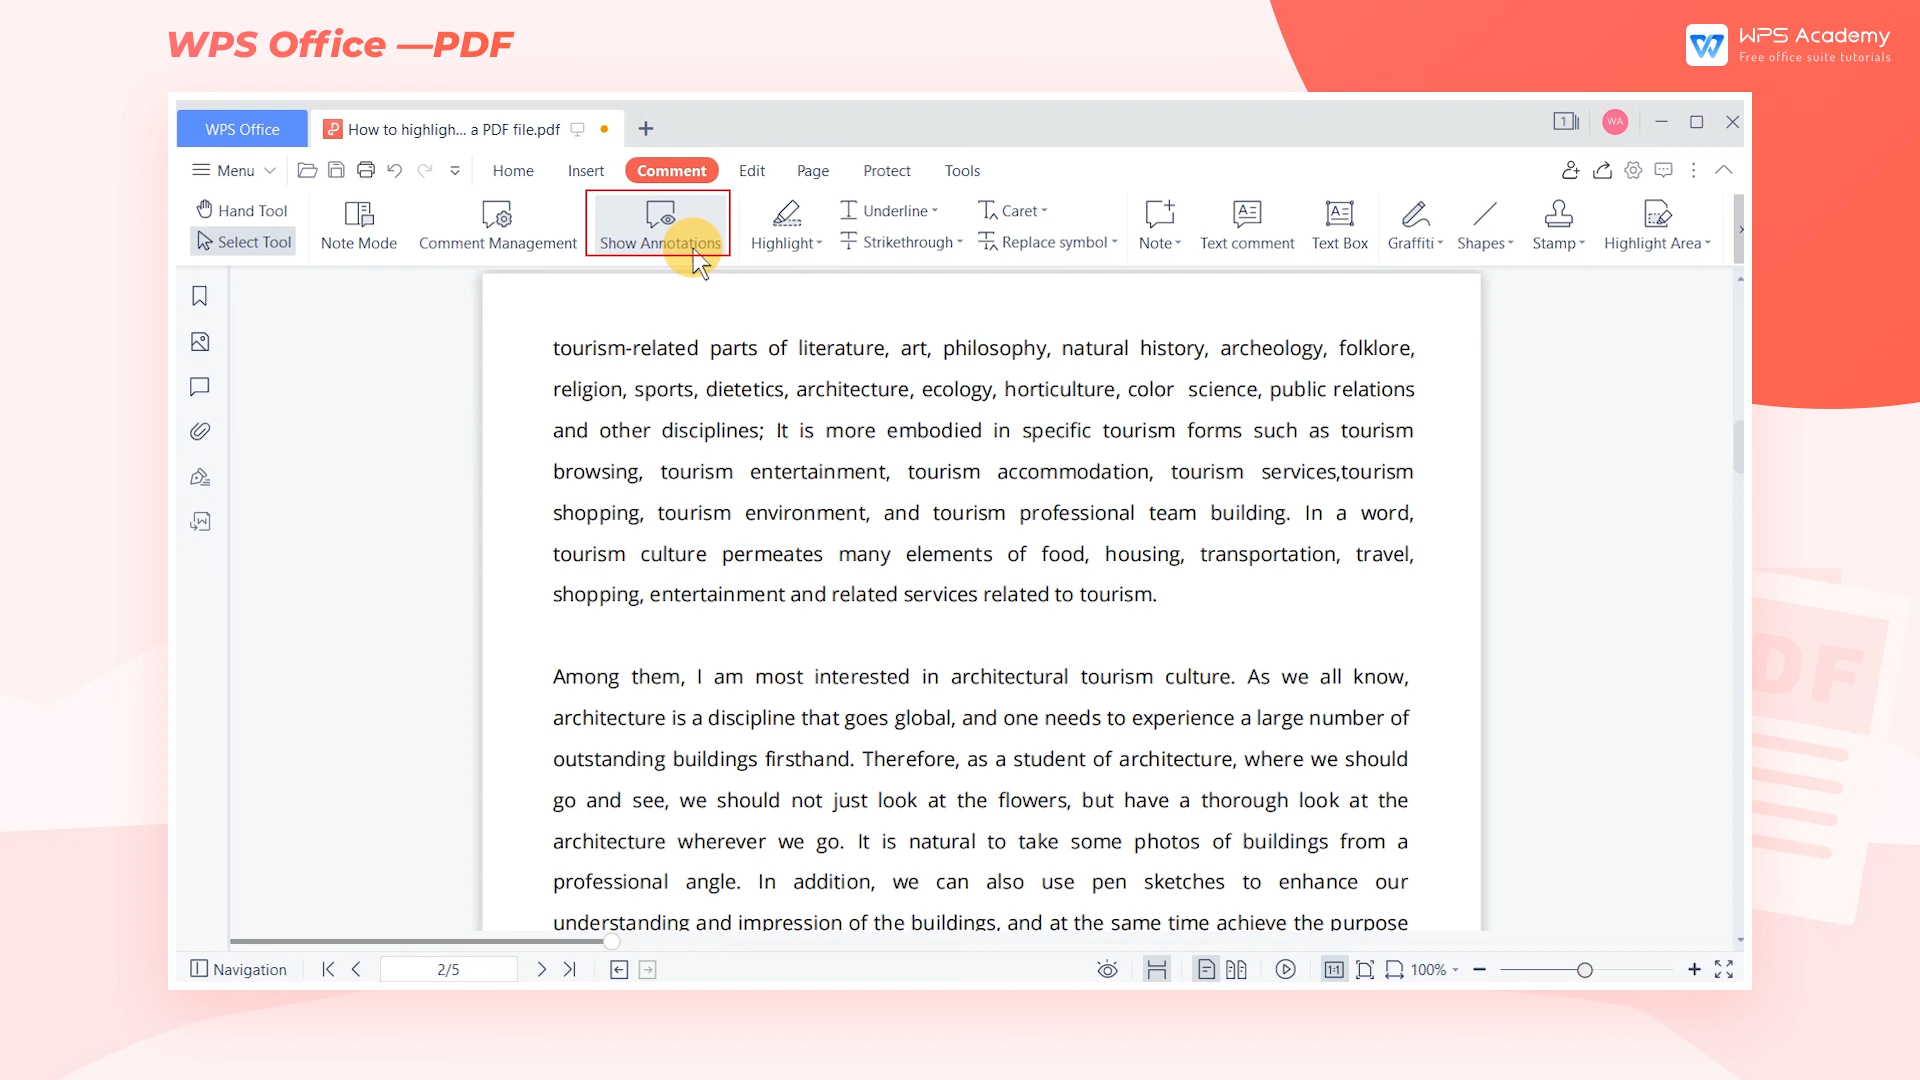 WPS Office —PDF
WPS Academy
Free office suite tutorials
WPS Office
How to highligh... a PDF file.pdf
1
WA
Menu
Home
Insert
Comment
Edit
Page
Protect
Tools
Hand Tool
Select Tool
Note Mode
Comment Management
Show Annotations
Highlight
Underline
Strikethrough
Caret
Replace symbol
Note
Text comment
Text Box
Graffiti
Shapes
Stamp
Highlight Area
tourism-related parts of literature, art, philosophy, natural history, archeology, folklore,
religion, sports, dietetics, architecture, ecology, horticulture, color science, public relations
and other disciplines; It is more embodied in specific tourism forms such as tourism
browsing, tourism entertainment, tourism accommodation, tourism services,tourism
shopping, tourism environment, and tourism professional team building. In a word,
tourism culture permeates many elements of food, housing, transportation, travel,
shopping, entertainment and related services related to tourism.
Among them, I am most interested in architectural tourism culture. As we all know,
architecture is a discipline that goes global, and one needs to experience a large number of
outstanding buildings firsthand. Therefore, as a student of architecture, where we should
go and see, we should not just look at the flowers, but have a thorough look at the
architecture wherever we go. It is natural to take some photos of buildings from a
professional angle. In addition, we can also use pen sketches to enhance our
understanding and impression of the buildings, and at the same time achieve the purpose
Navigation
2/5
1:1
100%
PDF